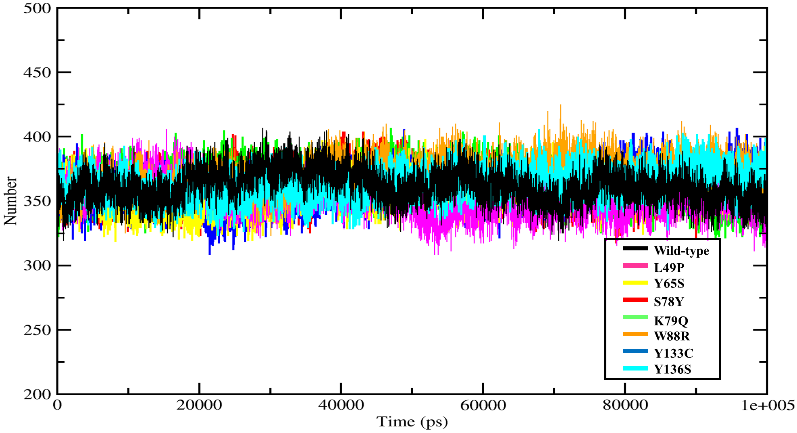 500
450
400
350
300
250
200
Number
Wild-type
L49P
Y65S
S78Y
K79Q
W88R
Y133C
Y136S
0
20000
40000
60000
80000
1e+005
Time (ps)